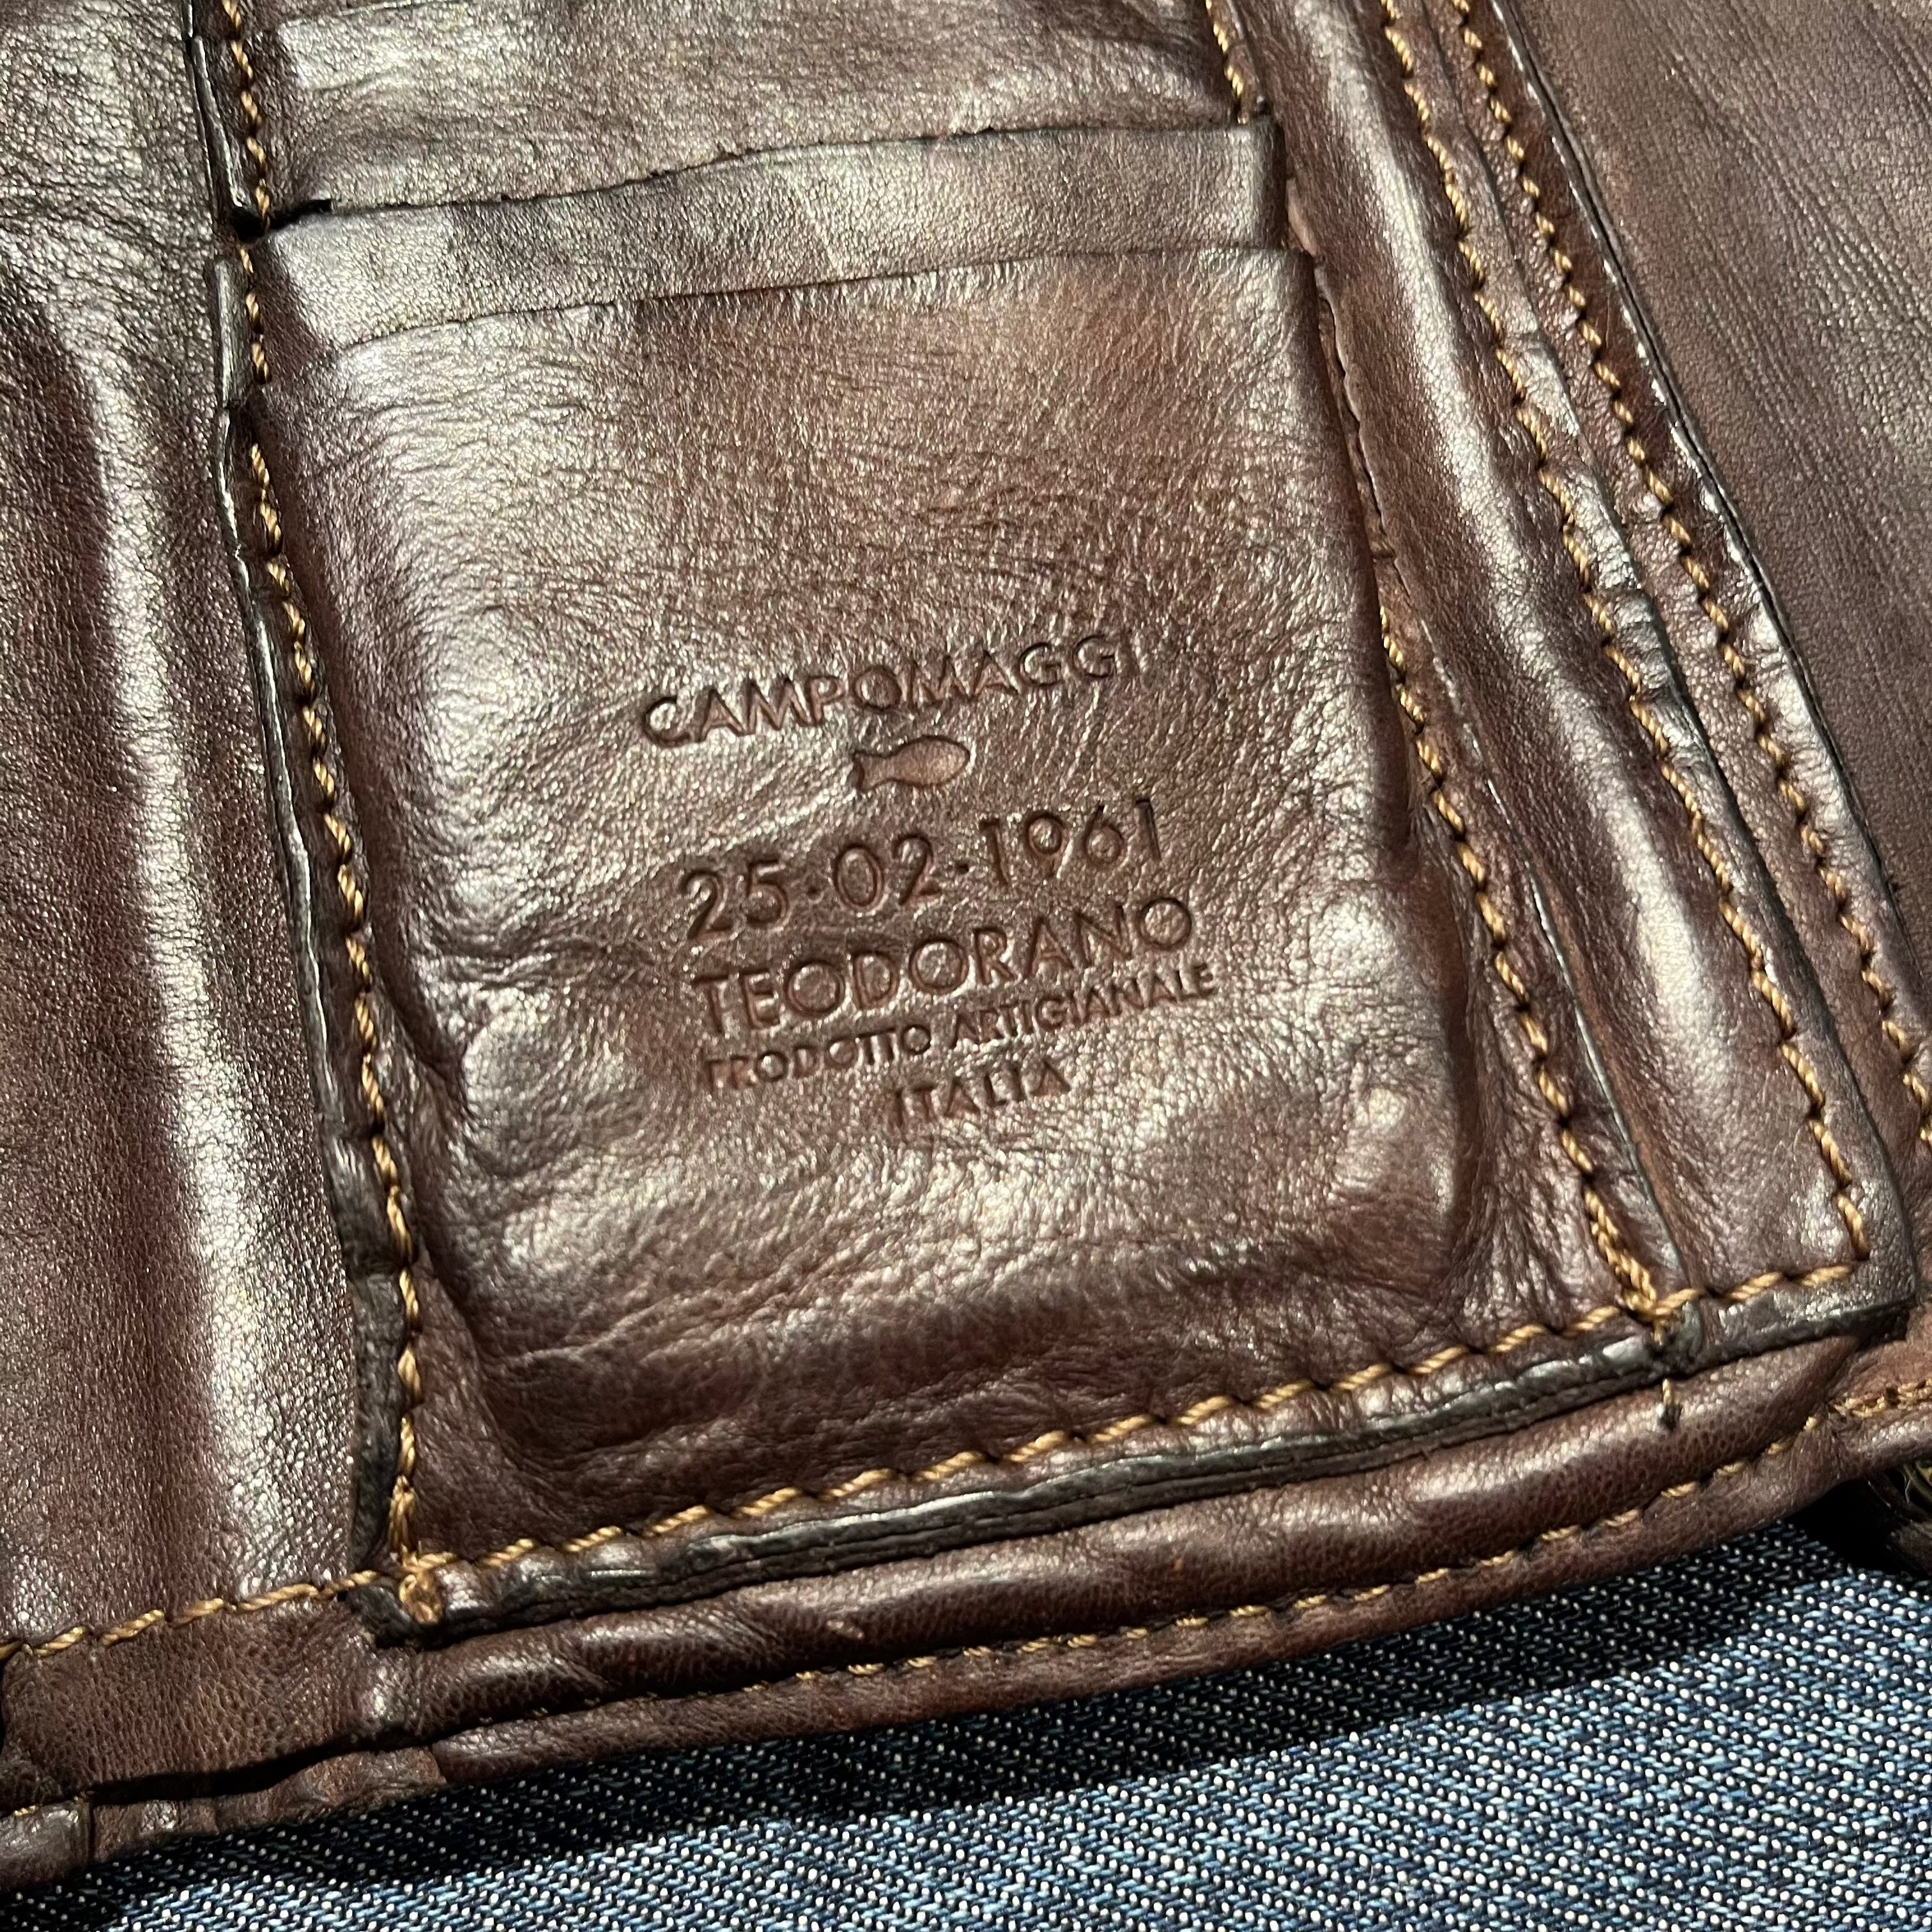 CAMPOMAGGI
25·02·1961
TEODORANO
PRODOTTO ARTIGIANALE
ITALIA